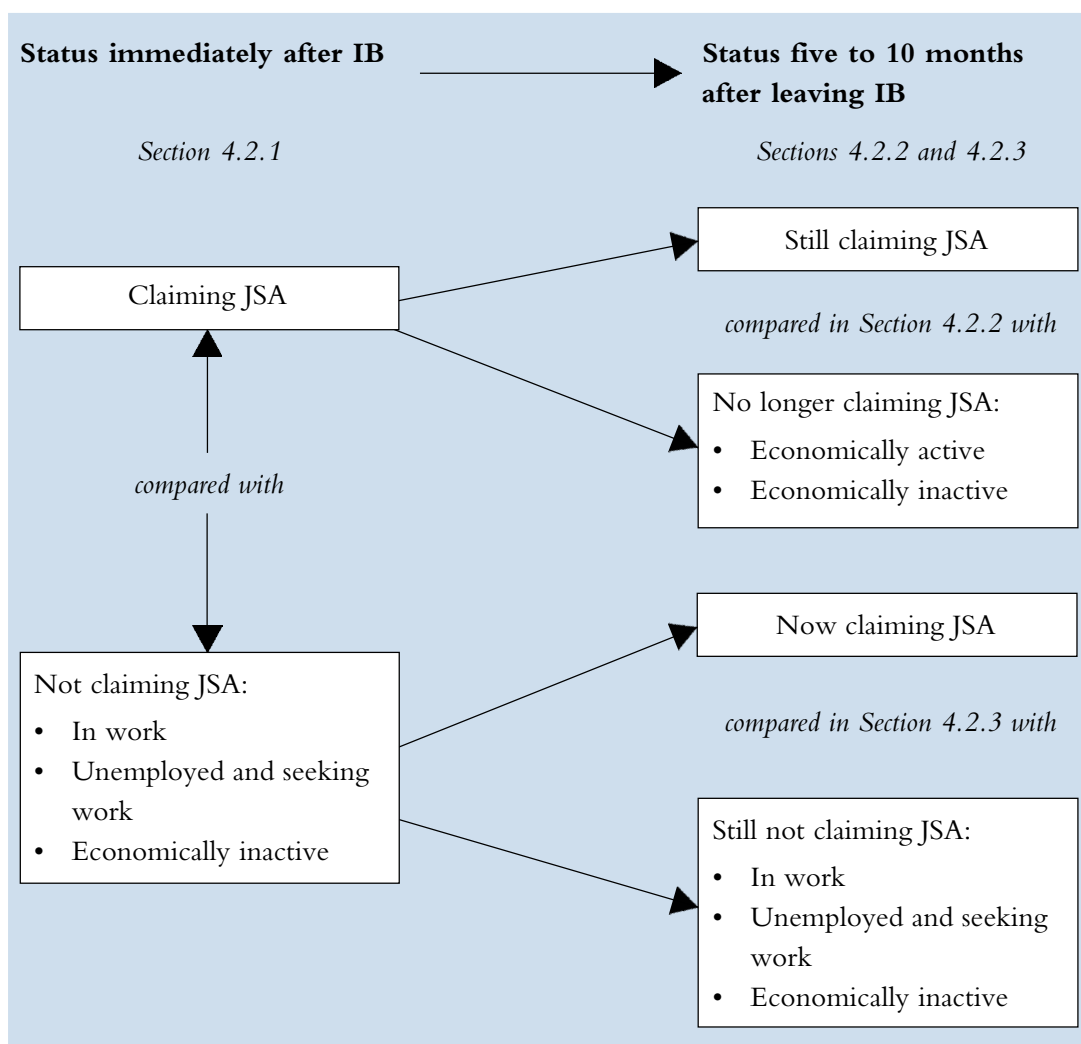 Status immediately after IB
Status five to 10 months
after leaving IB
Section 4.2.1
Sections 4.2.2 and 4.2.3
Claiming JSA
Still claiming JSA
compared in Section 4.2.2 with
No longer claiming JSA:
• Economically active
• Economically inactive
compared with
Not claiming JSA:
• In work
• Unemployed and seeking
work
• Economically inactive
Now claiming JSA
compared in Section 4.2.3 with
Still not claiming JSA:
• In work
• Unemployed and seeking
work
• Economically inactive